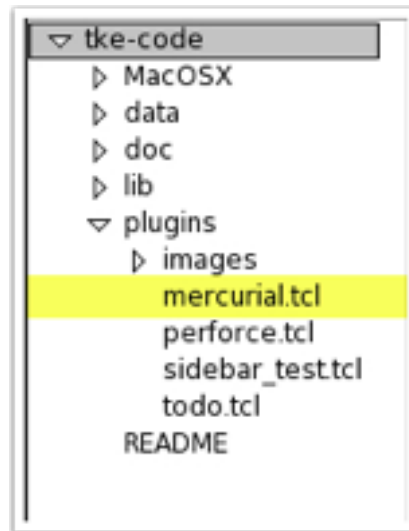 tke-code
MacOSX
data
doc
lib
plugins
images
mercurial.tcl
perforce.tcl
sidebar_test.tcl
todo.tcl
README